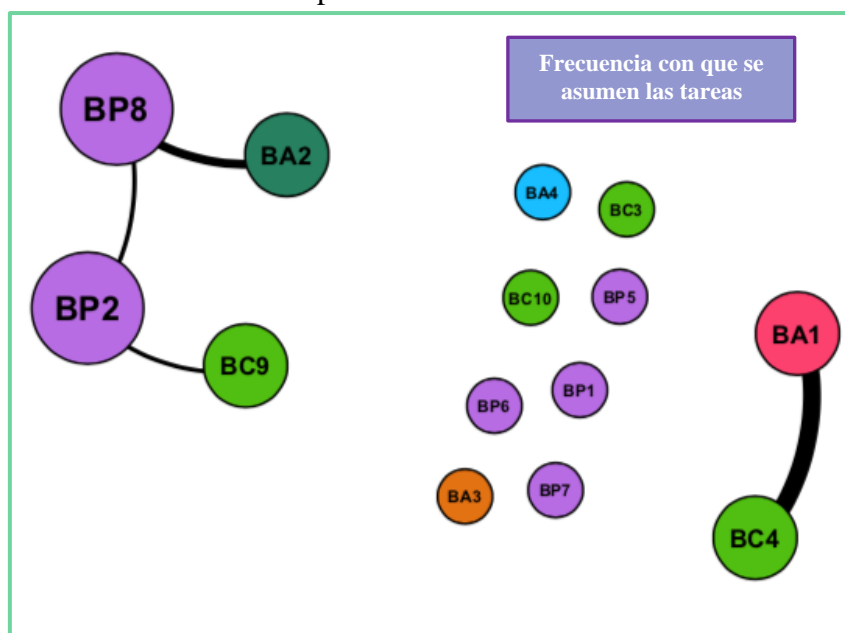 Frecuencia con que se
asumen las tareas
BP8
BA2
BP2
BC9
BA4
BC3
BC10
BP5
BP6
BP1
BA3
BP7
BA1
BC4